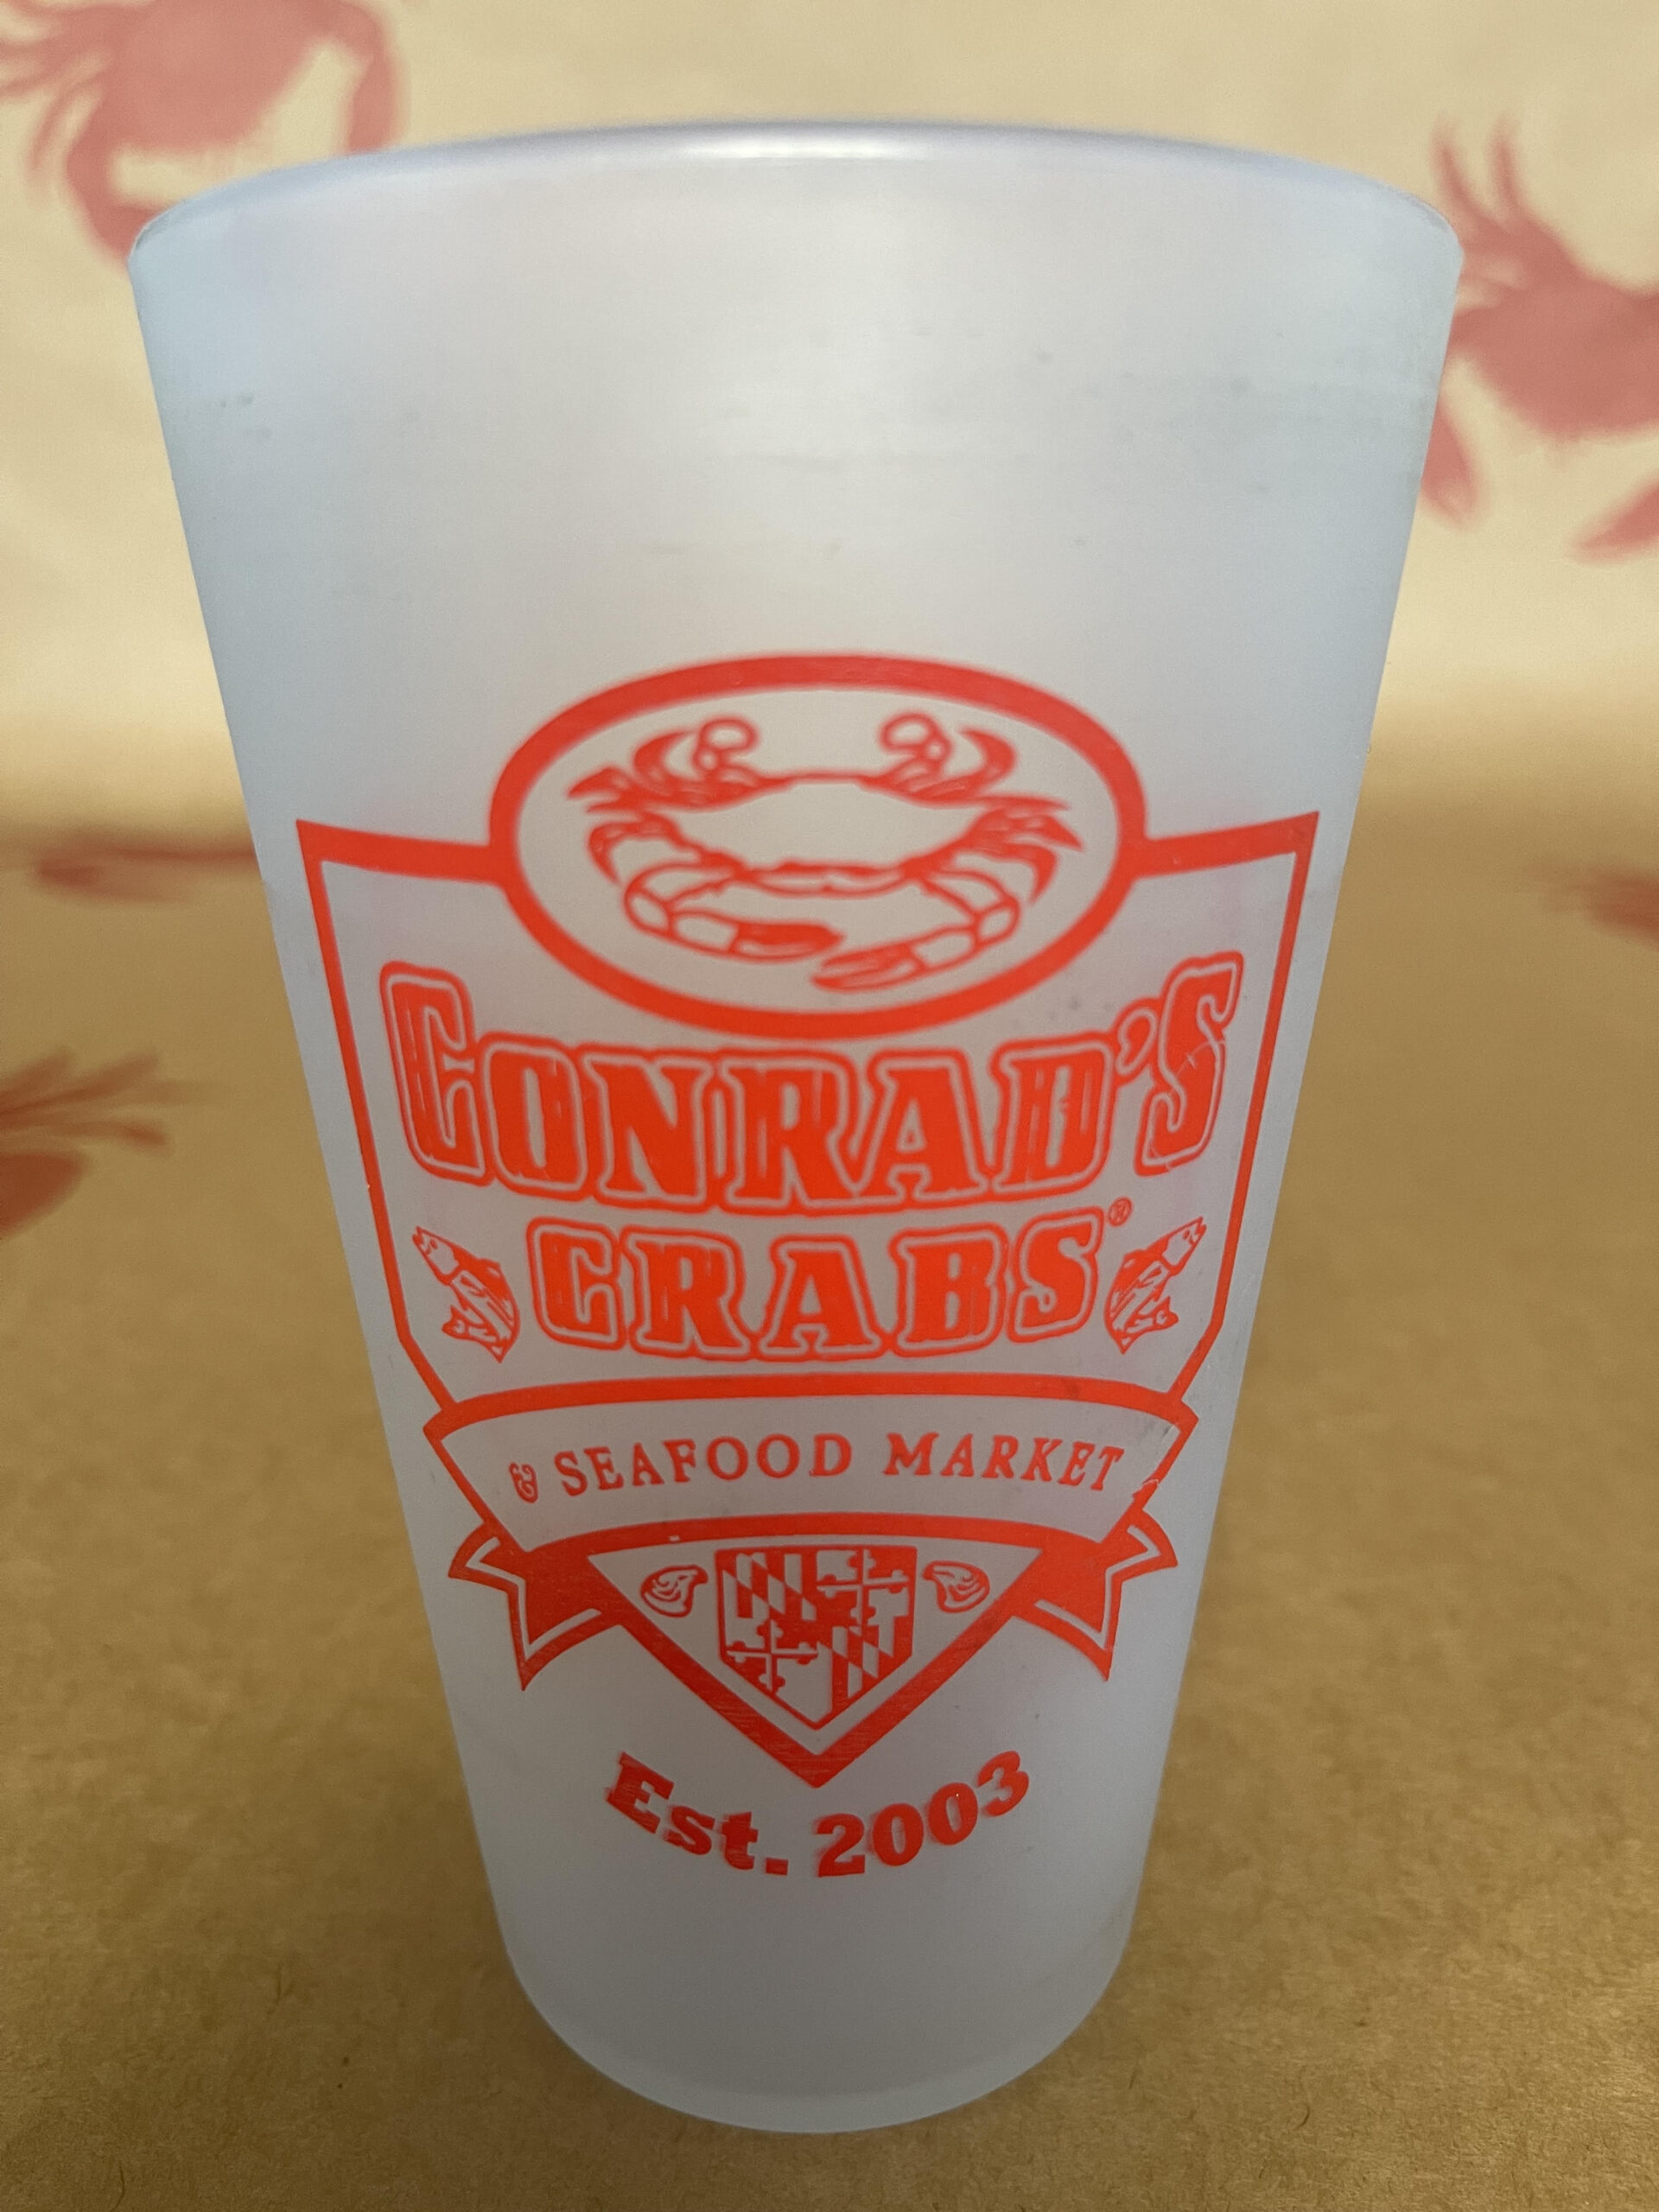 CONRAD'S
CRABS®
& SEAFOOD MARKET
Est. 2003